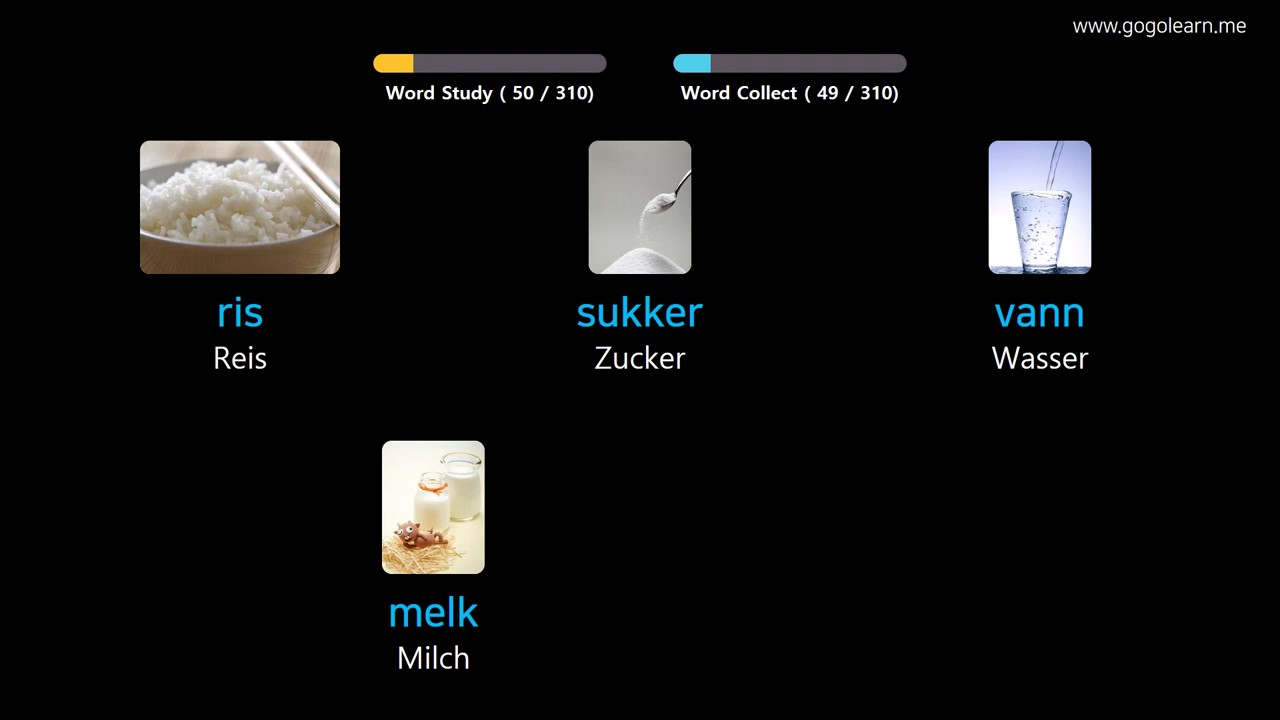 www.gogolearn.me
Word Study ( 50 / 310)
Word Collect ( 49 / 310)
ris
Reis
sukker
Zucker
vann
Wasser
melk
Milch